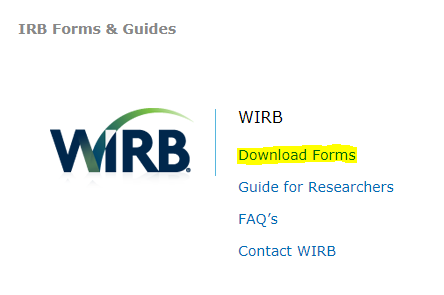 IRB Forms & Guides
WIRB
WIRB®
Download Forms
Guide for Researchers
FAQ’s
Contact WIRB